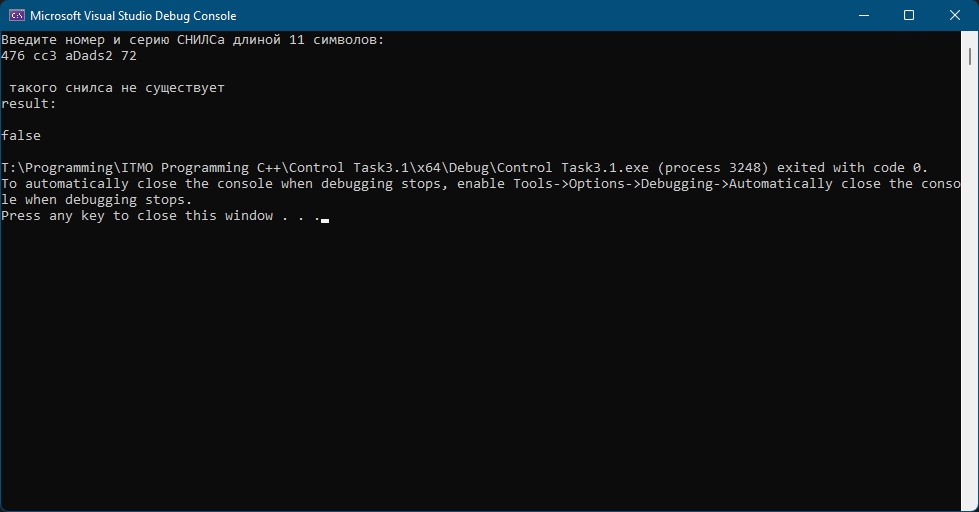 Microsoft Visual Studio Debug Console
Введите номер и серию СНИЛСа длиной 11 символов:
476 cc3 aDads2 72
такого снилса не существует
result:
false
T:\Programming\ITMO Programming C++\Control Task3.1\x64\Debug\Control Task3.1.exe (process 3248) exited with code 0.
To automatically close the console when debugging stops, enable Tools->Options->Debugging->Automatically close the conso
le when debugging stops.
Press any key to close this window . . .